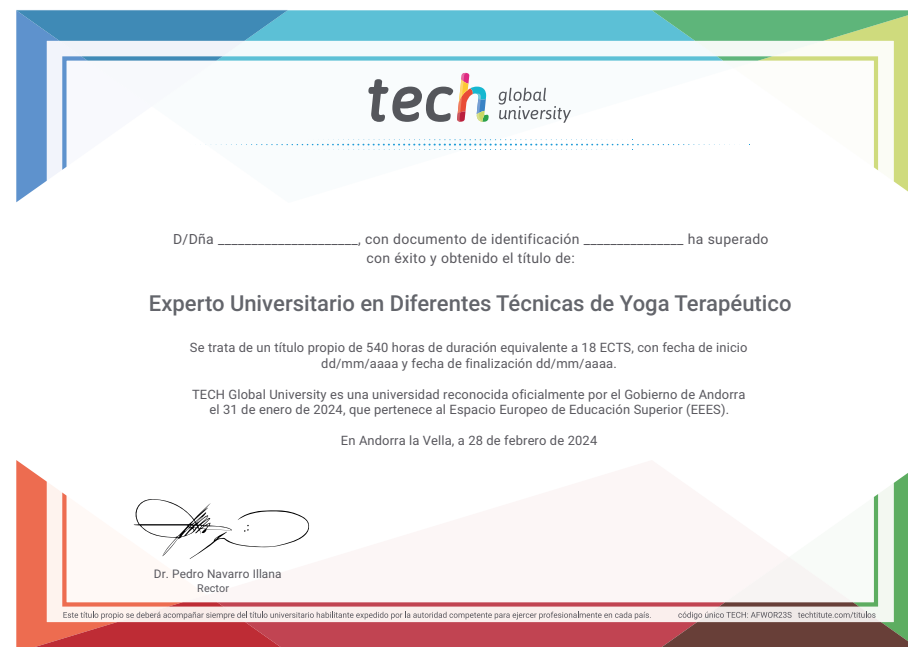 tech global university
D/Dña _____________________, con documento de identificación _______________ ha superado
con éxito y obtenido el título de:
Experto Universitario en Diferentes Técnicas de Yoga Terapéutico
Se trata de un título propio de 540 horas de duración equivalente a 18 ECTS, con fecha de inicio
dd/mm/aaaa y fecha de finalización dd/mm/aaaa.
TECH Global University es una universidad reconocida oficialmente por el Gobierno de Andorra
el 31 de enero de 2024, que pertenece al Espacio Europeo de Educación Superior (EEES).
En Andorra la Vella, a 28 de febrero de 2024
Dr. Pedro Navarro Illana
Rector
Este título propio se deberá acompañar siempre del título universitario habilitante expedido por la autoridad competente para ejercer profesionalmente en cada país. código único TECH: AFWOR23S techtitute.com/titulos